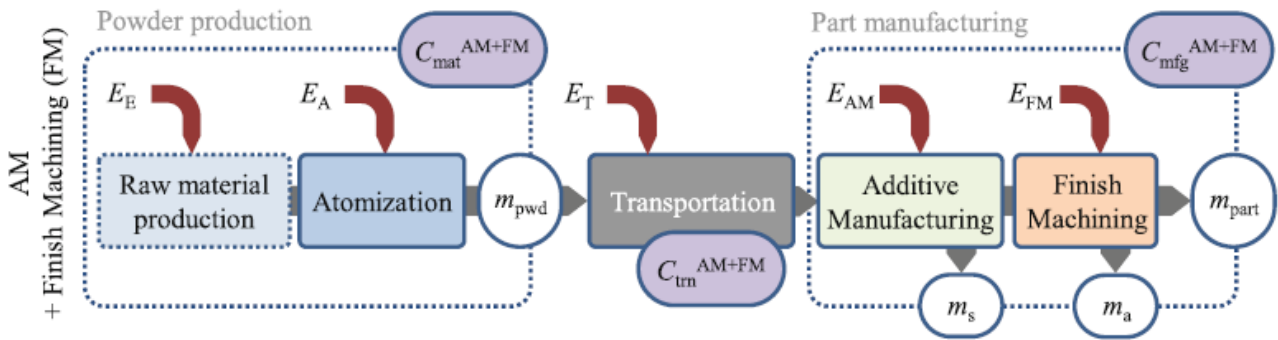 AM
+ Finish Machining (FM)
Powder production
C_mat^AM+FM
Part manufacturing
C_mfg^AM+FM
E_E
E_A
E_T
E_AM
E_FM
Raw material
production
Atomization
m_pwd
Transportation
C_trn^AM+FM
Additive
Manufacturing
Finish
Machining
m_part
m_s
m_a